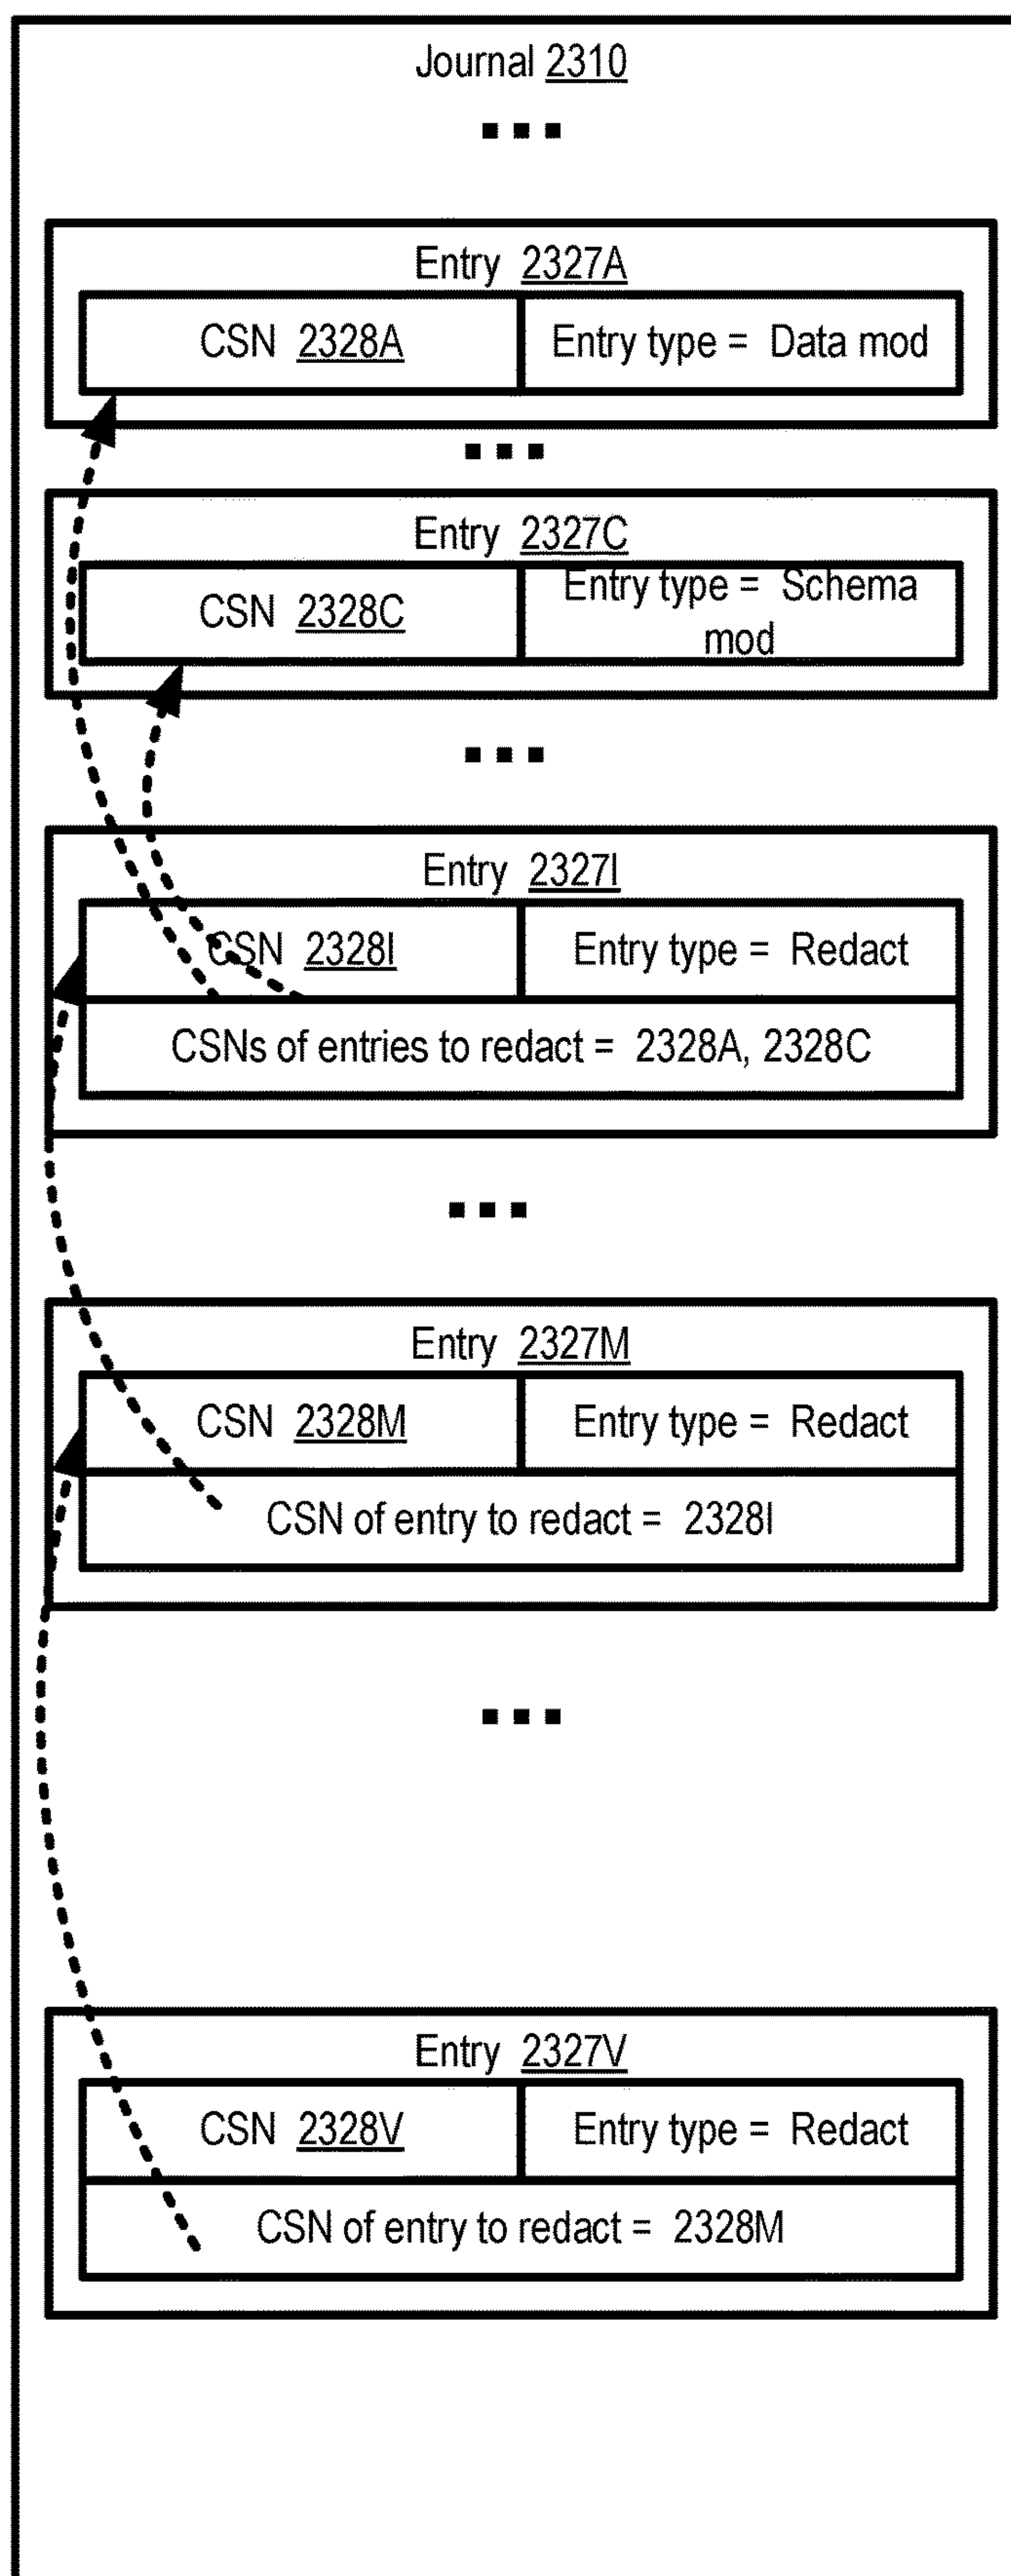 Journal 2310
Entry 2327A
CSN 2328A
Entry type = Data mod
Entry 2327C
CSN 2328C
Entry type = Schema
mod
Entry 2327I
CSN 2328I
Entry type = Redact
CSNs of entries to redact = 2328A, 2328C
Entry 2327M
CSN 2328M
Entry type = Redact
CSN of entry to redact = 2328I
Entry 2327V
CSN 2328V
Entry type = Redact
CSN of entry to redact = 2328M